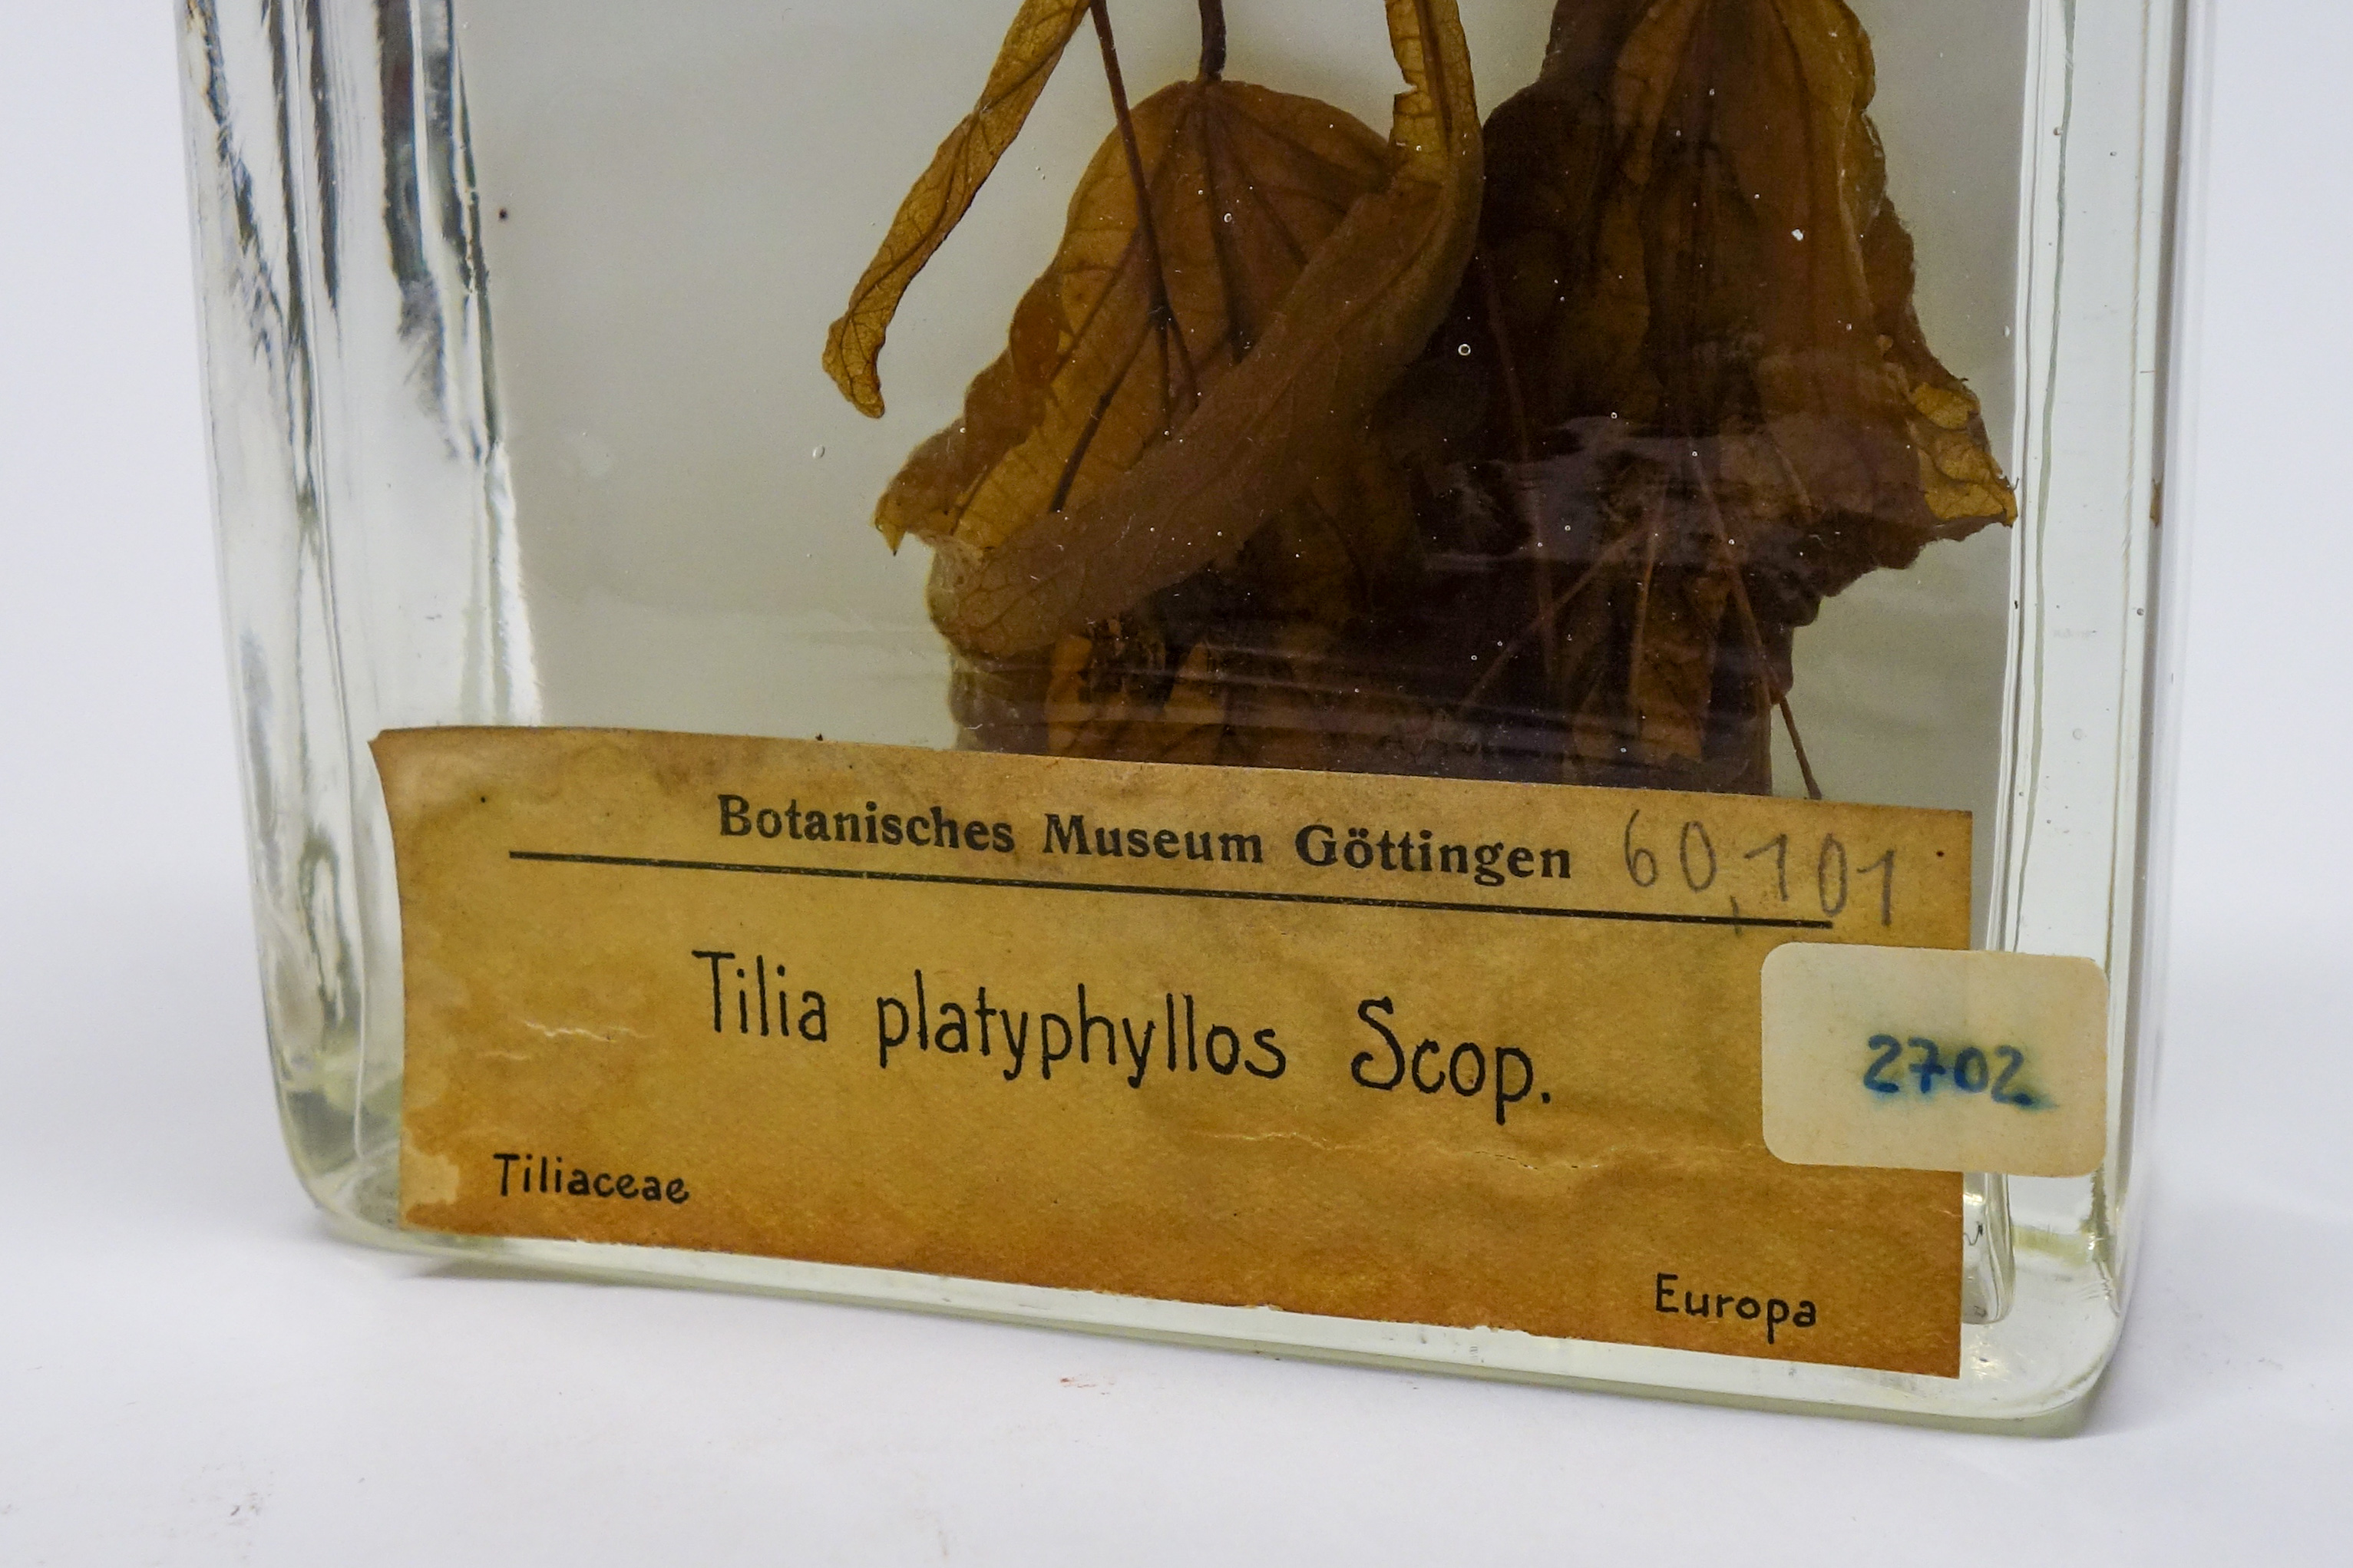 Botanisches Museum Göttingen 60,101
Tilia platyphyllos Scop.
2702
Tiliaceae
Europa